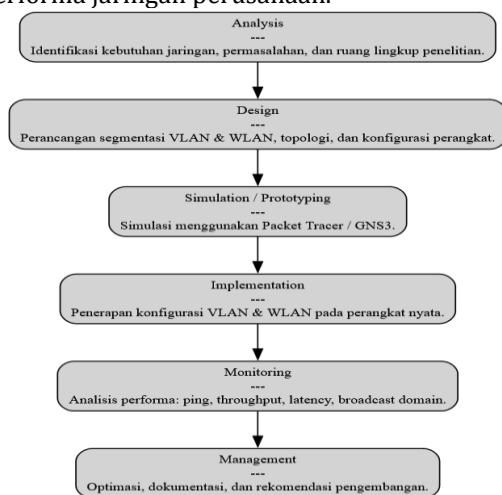 performa jaringan perusahaan.
Analysis
---
Identifikasi kebutuhan jaringan, permasalahan, dan ruang lingkup penelitian.
Design
---
Perancangan segmentasi VLAN & WLAN, topologi, dan konfigurasi perangkat.
Simulation / Prototyping
---
Simulasi menggunakan Packet Tracer / GNS3.
Implementation
---
Penerapan konfigurasi VLAN & WLAN pada perangkat nyata.
Monitoring
---
Analisis performa: ping, throughput, latency, broadcast domain.
Management
---
Optimasi, dokumentasi, dan rekomendasi pengembangan.